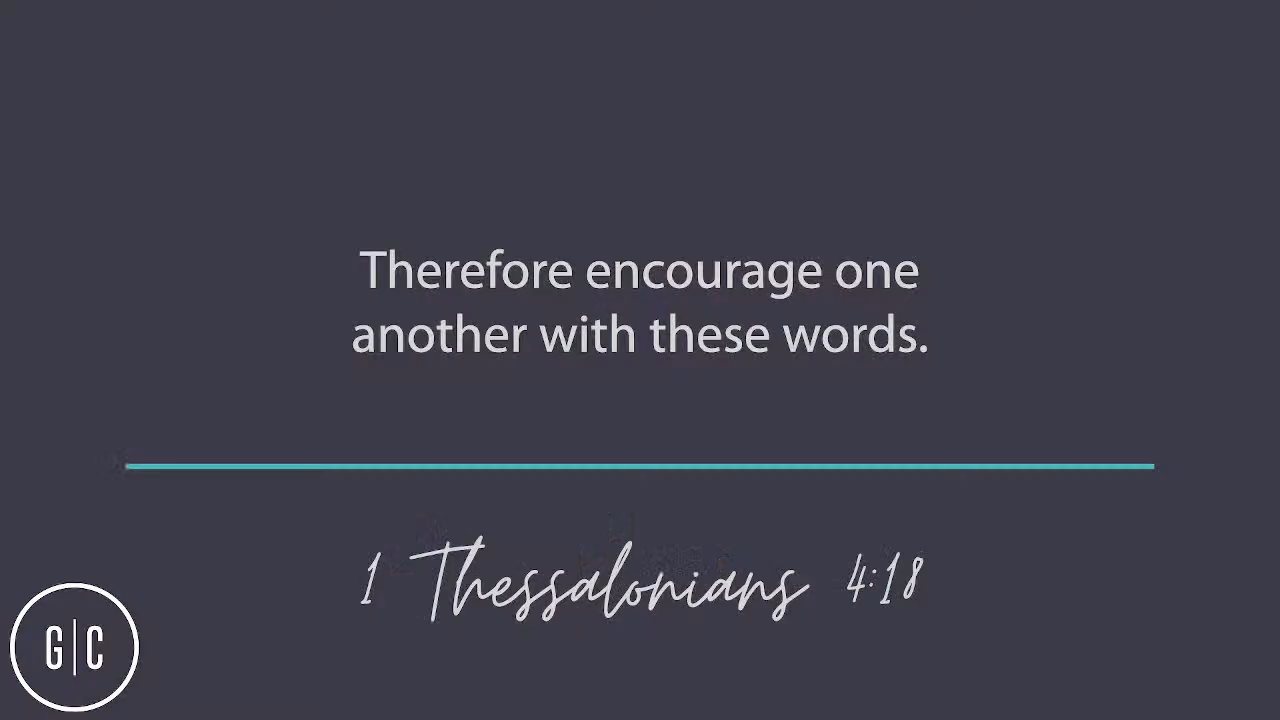 Therefore encourage one
another with these words.
1 Thessalonians 4:18
G|C